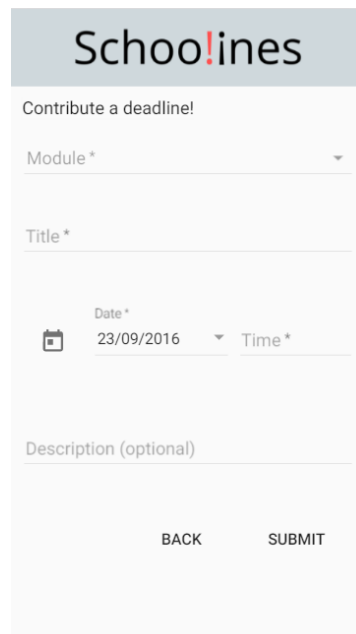 Schoo!ines
Contribute a deadline!
Module *
Title *
Date *
23/09/2016
Time *
Description (optional)
BACK SUBMIT